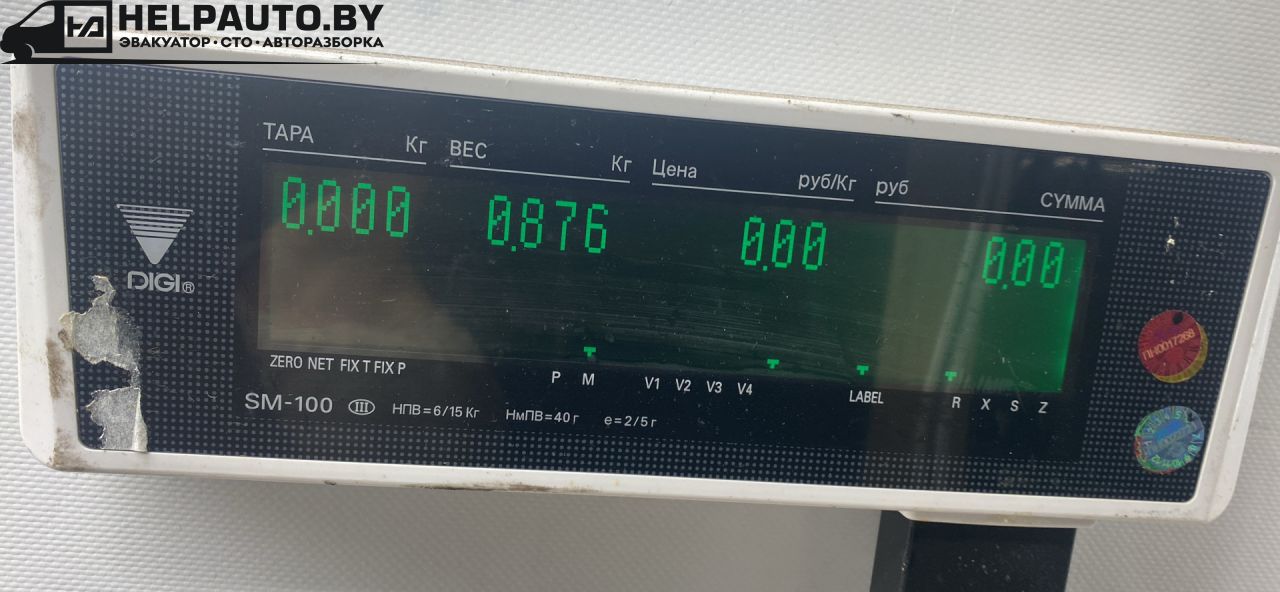 HELPAUTO.BY
ЭВАКУАТОР•СТО•АВТОРАЗБОРКА
ТАРА Кг ВЕС Кг Цена руб/Кг руб СУММА
0.000 0.876 0.00 0.00
DIGI®
ZERO NET FIX T FIX P P M V1 V2 V3 V4 LABEL R X S Z
SM-100 III НПВ=6/15 Кг НмПВ=40 г e=2/5 г
ПН0017268